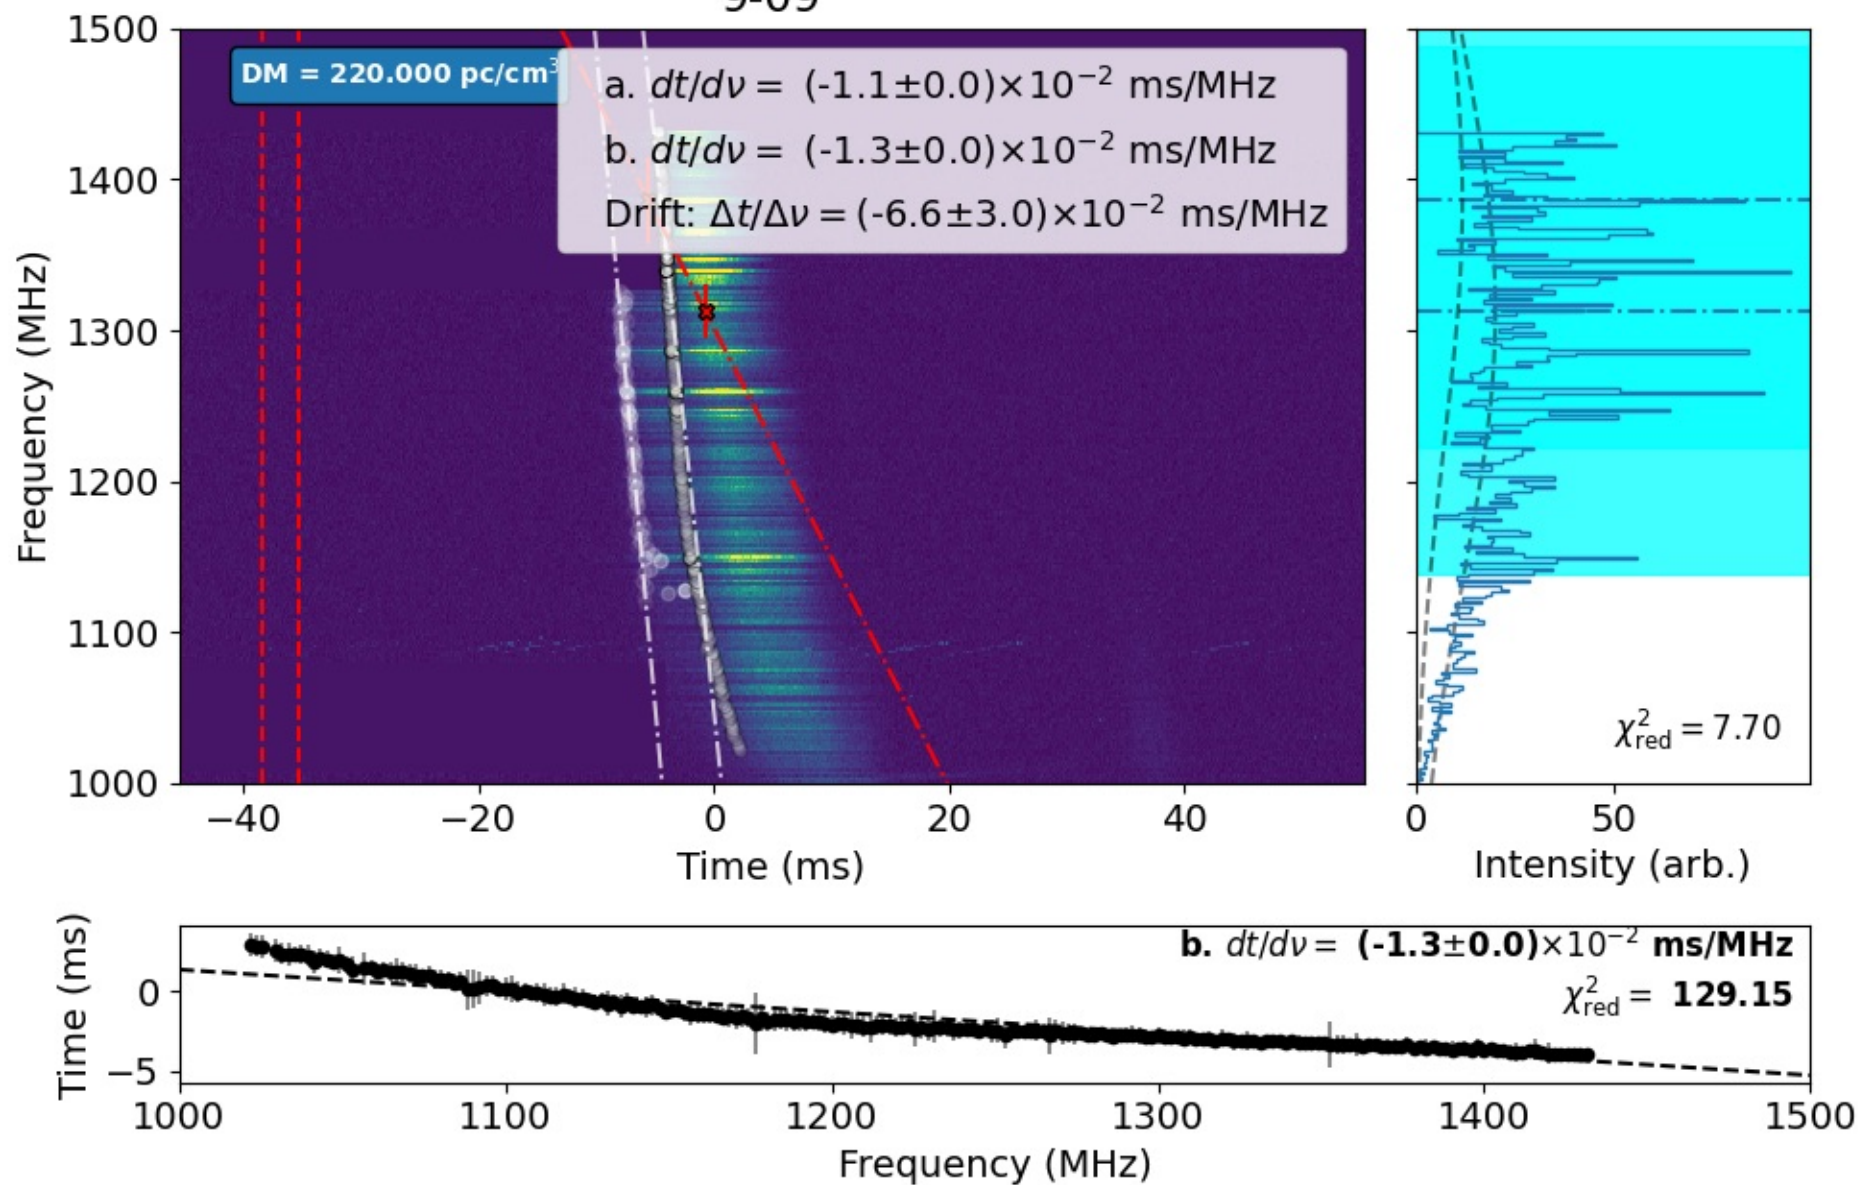 DM = 220.000 pc/cm³
a. dt/dν = (-1.1±0.0)×10⁻² ms/MHz
b. dt/dν = (-1.3±0.0)×10⁻² ms/MHz
Drift: Δt/Δν = (-6.6±3.0)×10⁻² ms/MHz
1500
1400
1300
1200
1100
1000
Frequency (MHz)
−40 −20 0 20 40
Time (ms)
χ²red = 7.70
0 50
Intensity (arb.)
b. dt/dν = (-1.3±0.0)×10⁻² ms/MHz
χ²red = 129.15
0
−5
Time (ms)
1000 1100 1200 1300 1400 1500
Frequency (MHz)